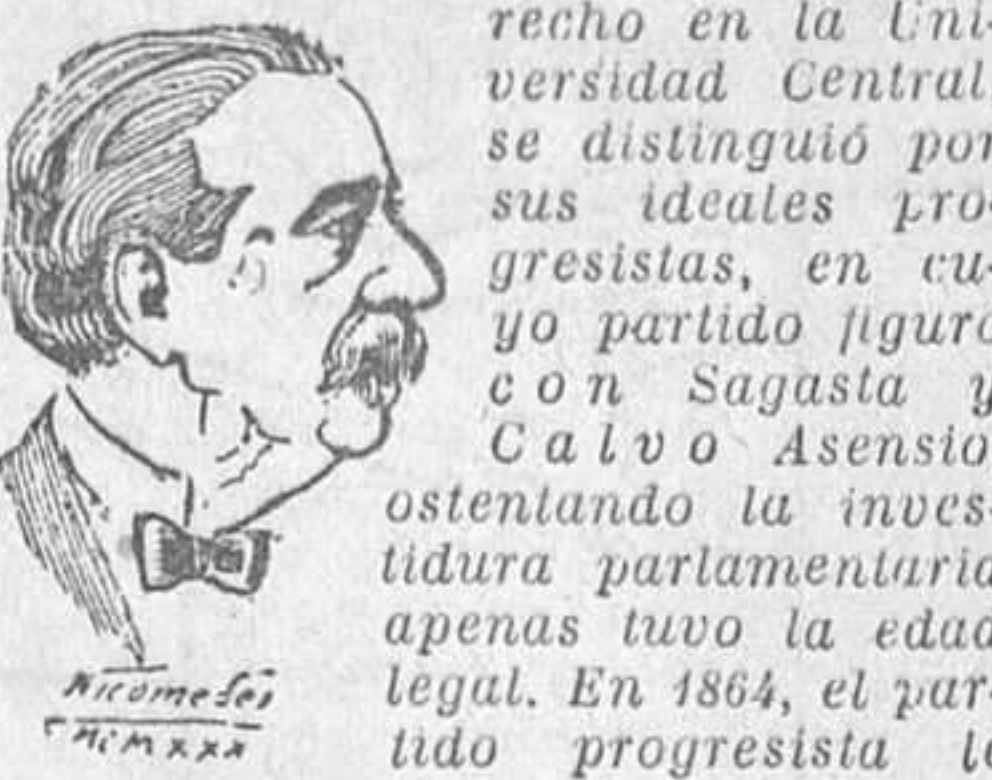 recho en la Uni-
versidad Central,
se distinguió por
sus ideales pro-
gresistas, en cu-
yo partido figuró
con Sagasta y
Calvo Asensio,
ostentando la inves-
tidura parlamentaria
apenas tuvo la edad
legal. En 1864, el par-
tido progresista le
Nicomedes